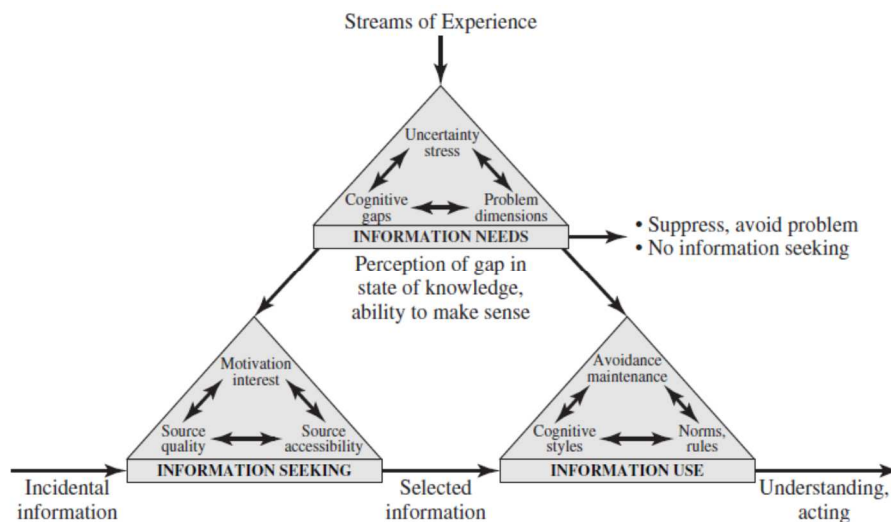 Streams of Experience
Uncertainty
stress
Cognitive
gaps
Problem
dimensions
INFORMATION NEEDS
• Suppress, avoid problem
• No information seeking
Perception of gap in
state of knowledge,
ability to make sense
Motivation
interest
Source
quality
Source
accessibility
INFORMATION SEEKING
Avoidance
maintenance
Cognitive
styles
Norms,
rules
INFORMATION USE
Incidental
information
Selected
information
Understanding,
acting